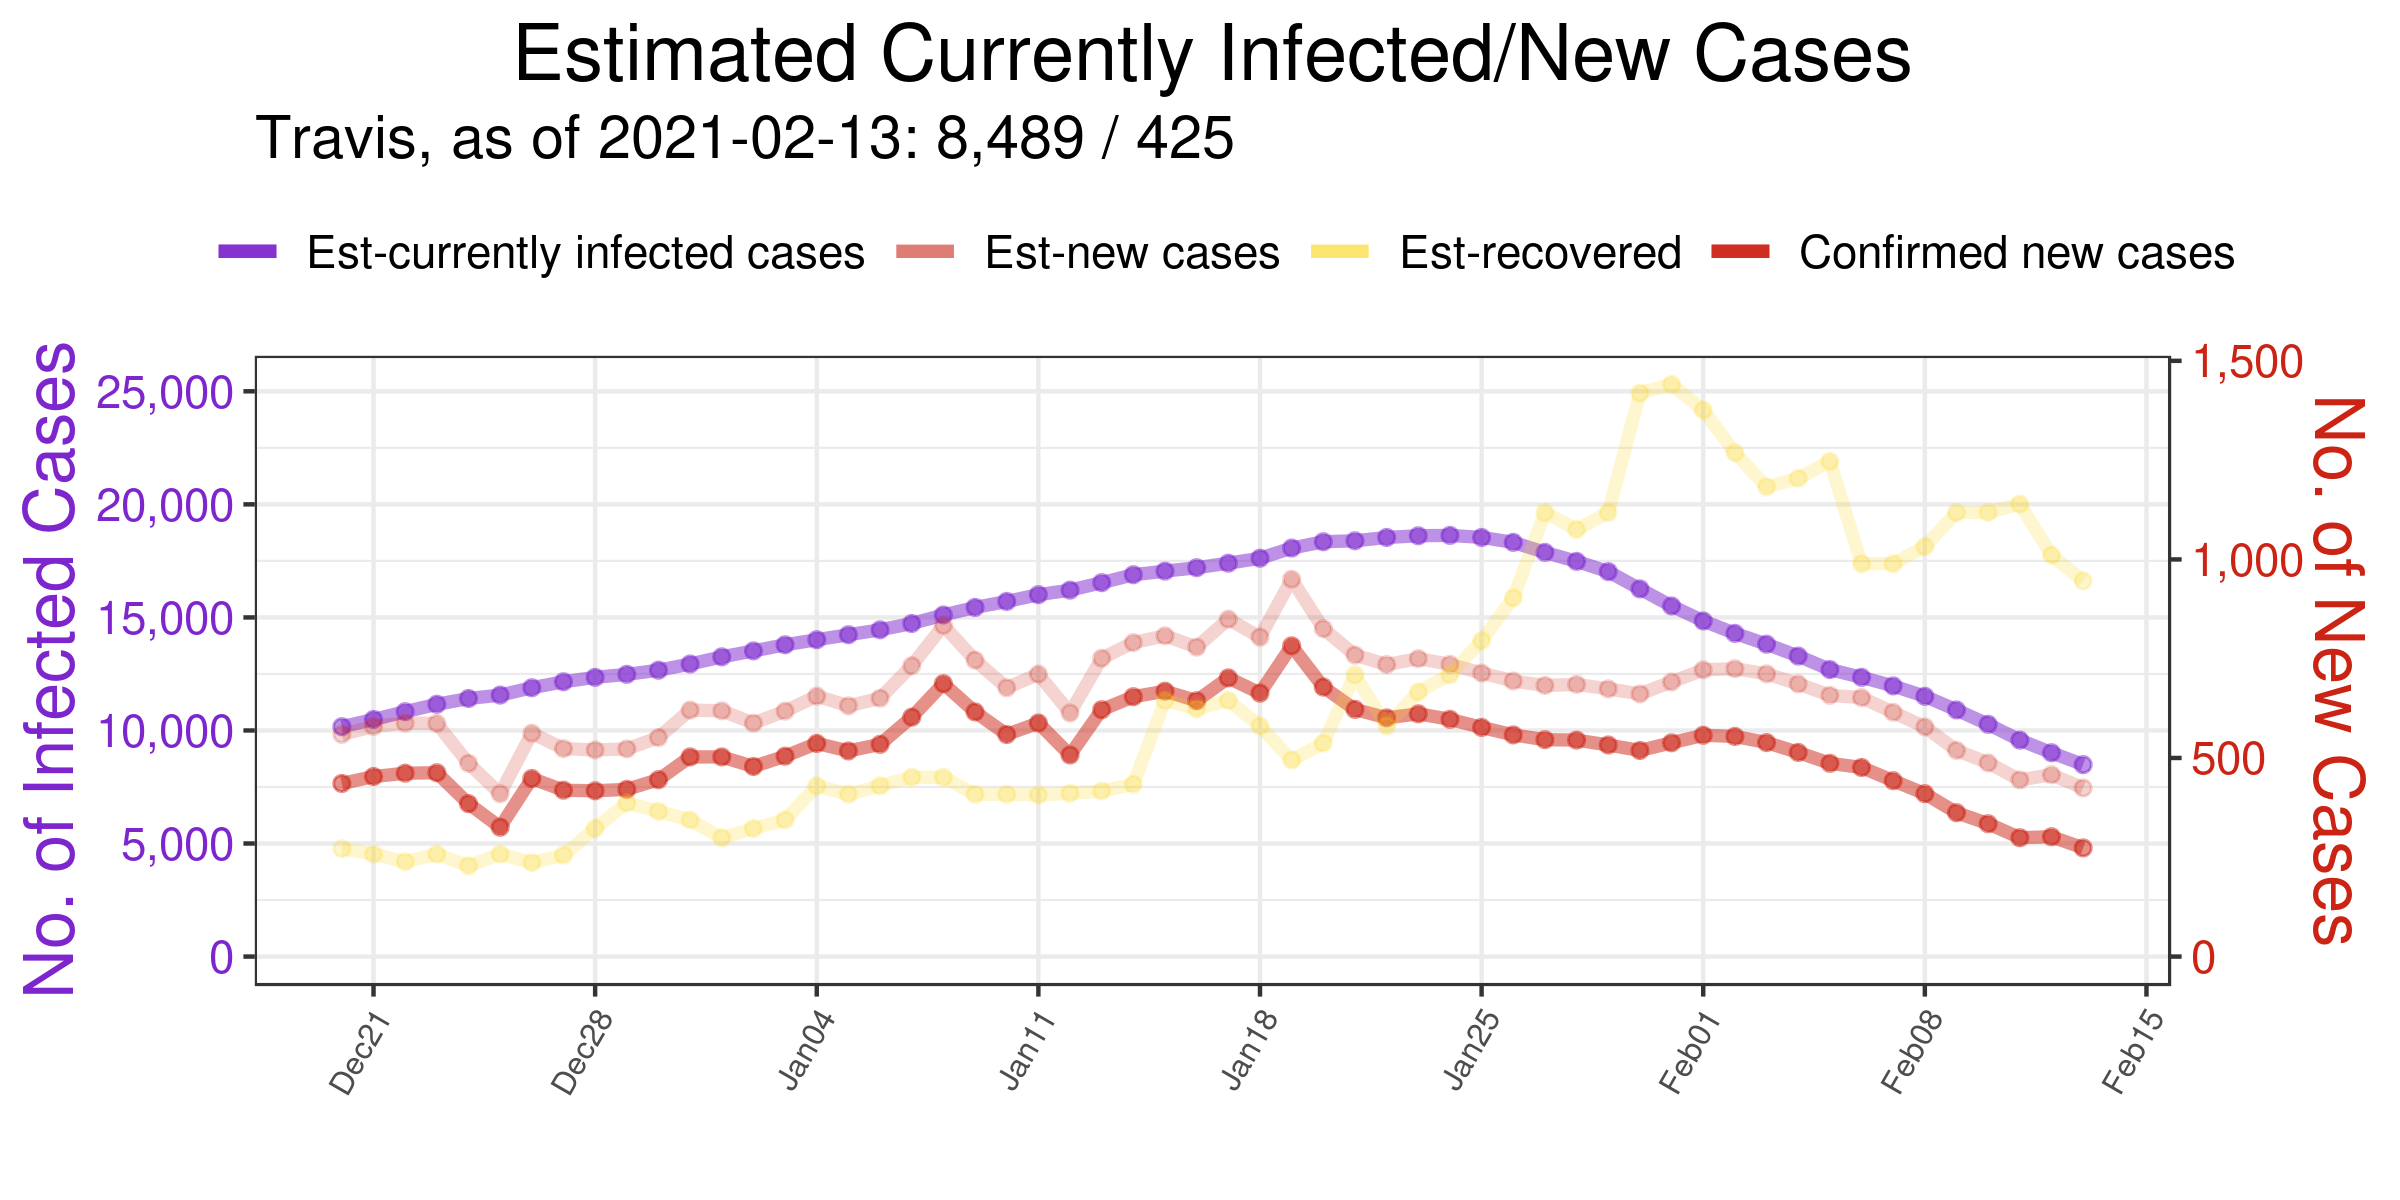 Estimated Currently Infected/New Cases
Travis, as of 2021-02-13: 8,489 / 425
Est-currently infected cases Est-new cases Est-recovered Confirmed new cases
No. of Infected Cases
25,000
20,000
15,000
10,000
5,000
0
1,500
1,000
500
0
No. of New Cases
Dec21 Dec28 Jan04 Jan11 Jan18 Jan25 Feb01 Feb08 Feb15